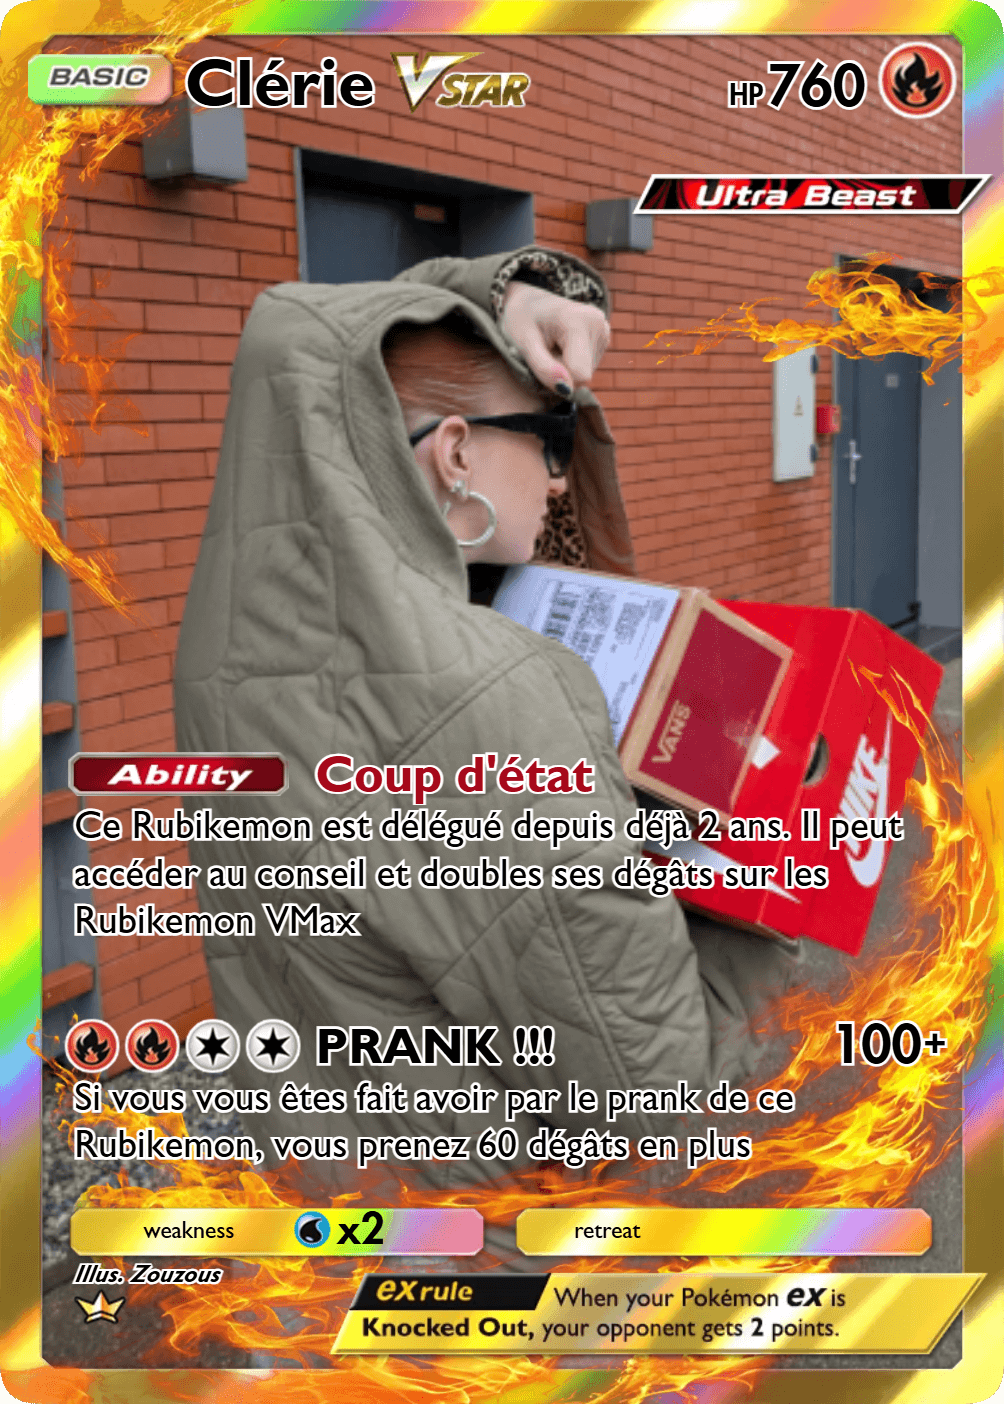 BASIC Clérie VSTAR HP 760
Ultra Beast
VANS
NIKE
Ability Coup d'état
Ce Rubikemon est délégué depuis déjà 2 ans. Il peut
accéder au conseil et doubles ses dégâts sur les
Rubikemon VMax
PRANK !!! 100+
Si vous vous êtes fait avoir par le prank de ce
Rubikemon, vous prenez 60 dégâts en plus
weakness x2 retreat
Illus. Zouzous
ex rule When your Pokémon ex is
Knocked Out, your opponent gets 2 points.